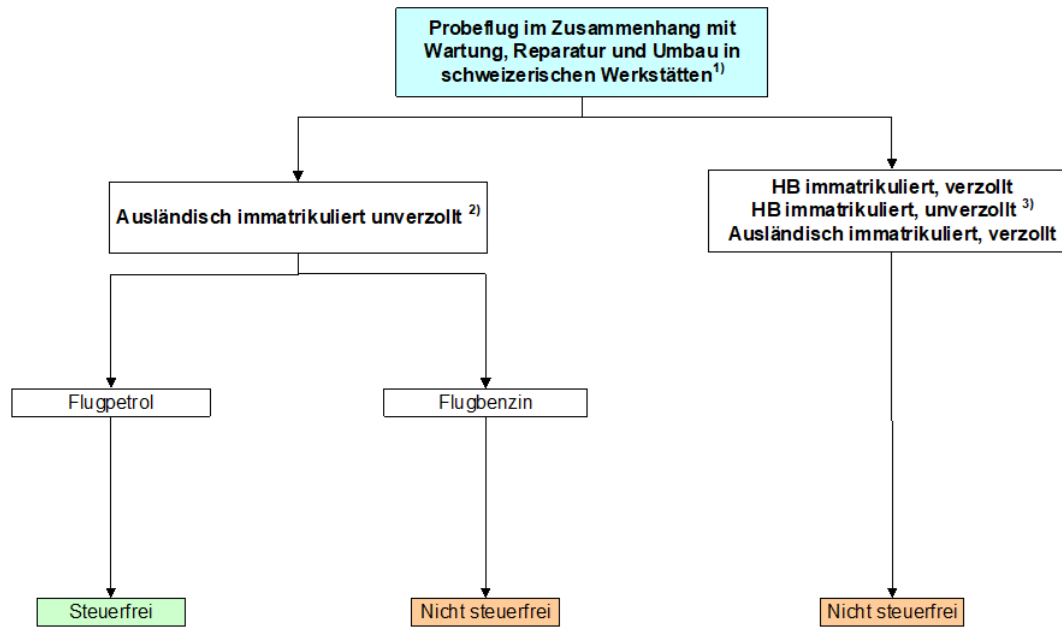 Probeflug im Zusammenhang mit
Wartung, Reparatur und Umbau in
schweizerischen Werkstätten 1)
Ausländisch immatrikuliert unverzollt 2)
HB immatrikuliert, verzollt
HB immatrikuliert, unverzollt 3)
Ausländisch immatrikuliert, verzollt
Flugpetrol
Flugbenzin
Steuerfrei
Nicht steuerfrei
Nicht steuerfrei